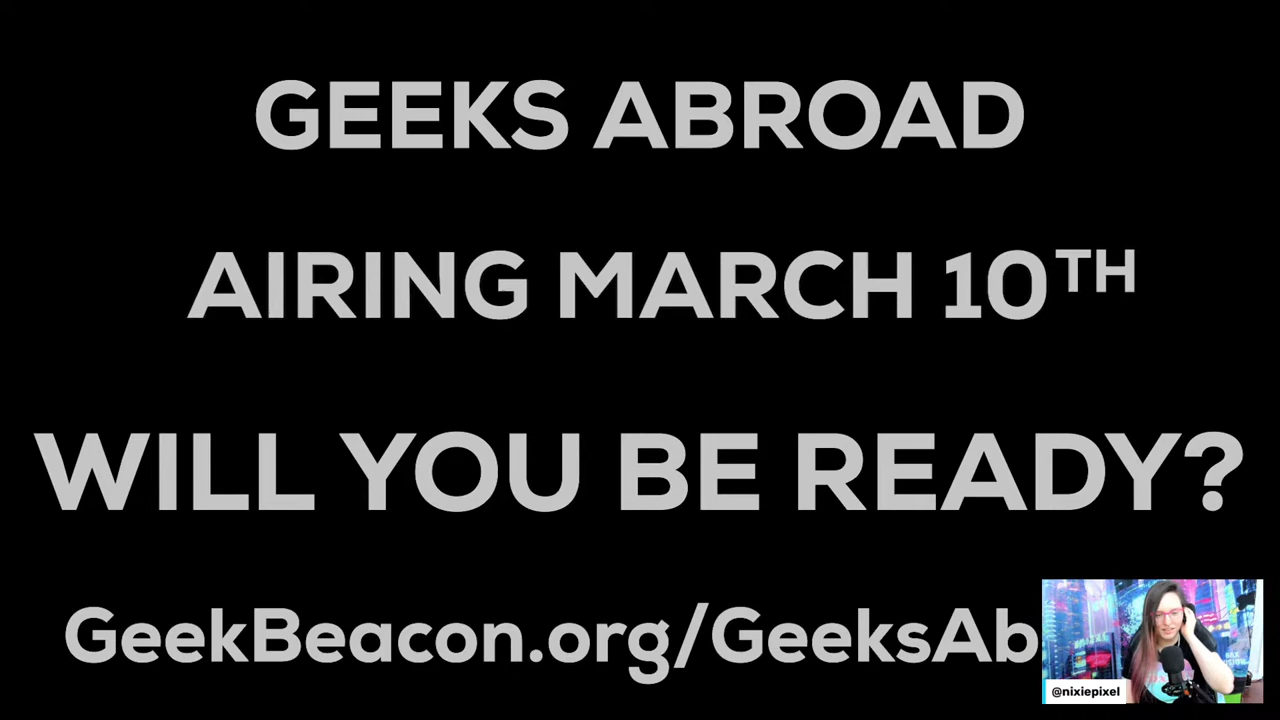 GEEKS ABROAD
AIRING MARCH 10TH
WILL YOU BE READY?
GeekBeacon.org/GeeksAb
@nixiepixel